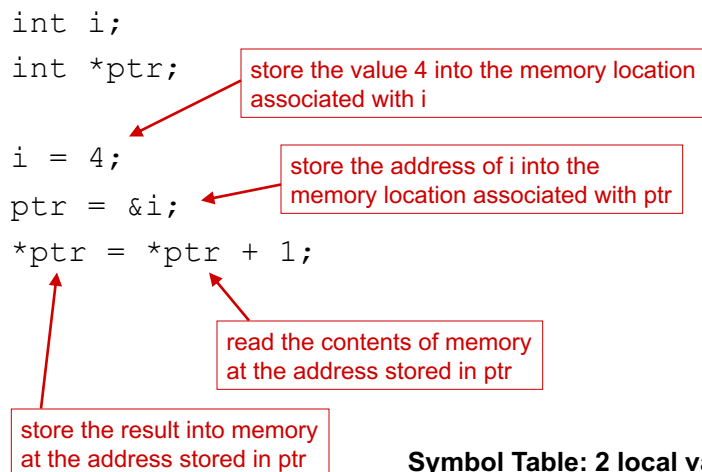 int i;
int *ptr;
store the value 4 into the memory location
associated with i
i = 4;
store the address of i into the
memory location associated with ptr
ptr = &i;
*ptr = *ptr + 1;
read the contents of memory
at the address stored in ptr
store the result into memory
at the address stored in ptr
Symbol Table: 2 local va